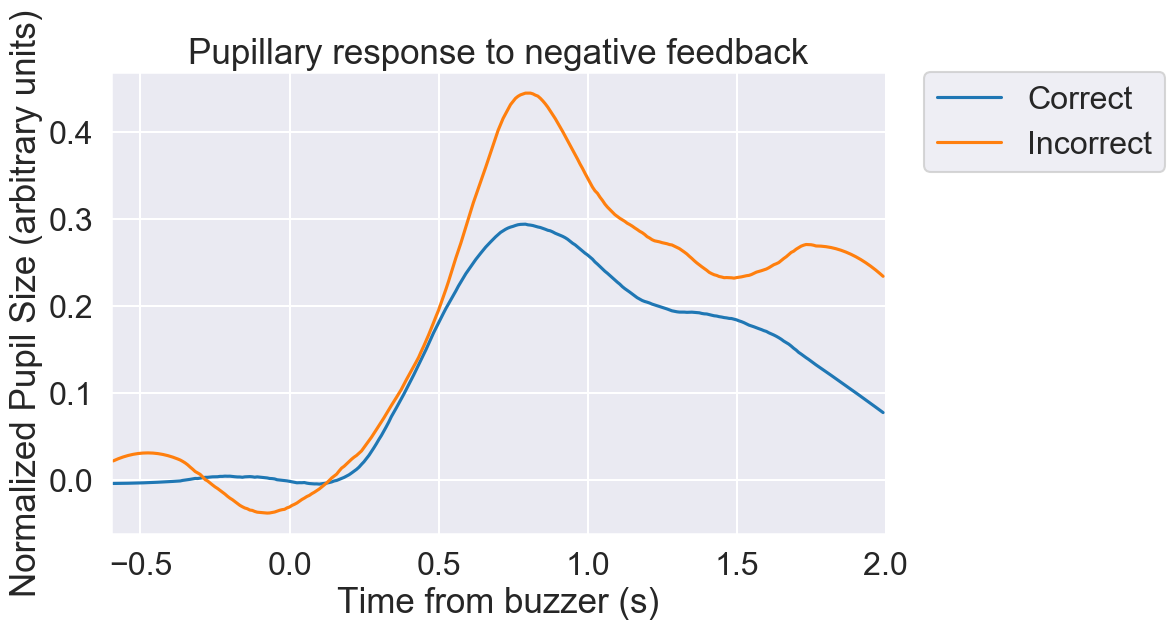 Pupillary response to negative feedback
Normalized Pupil Size (arbitrary units)
0.4
0.3
0.2
0.1
0.0
−0.5
0.0
0.5
1.0
1.5
2.0
Time from buzzer (s)
Correct
Incorrect